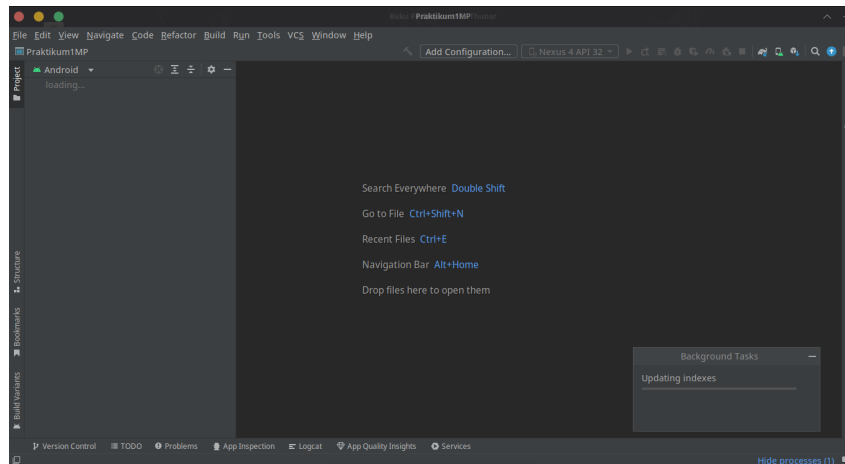 Praktikum1MP
File Edit View Navigate Code Refactor Build Run Tools VCS Window Help
Praktikum1MP
Add Configuration...
Nexus 4 API 32
Project
Android
loading...
Search Everywhere Double Shift
Go to File Ctrl+Shift+N
Recent Files Ctrl+E
Navigation Bar Alt+Home
Drop files here to open them
Structure
Bookmarks
Build Variants
Background Tasks
Updating indexes
Version Control TODO Problems App Inspection Logcat App Quality Insights Services
Hide processes (1)